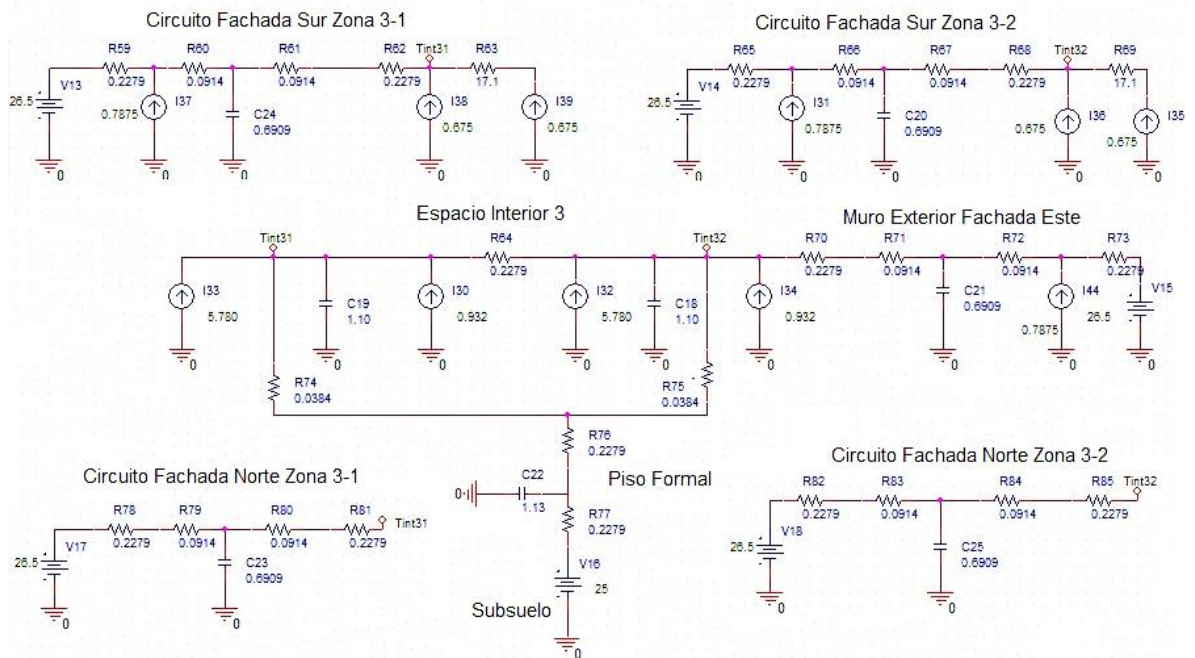 Circuito Fachada Sur Zona 3-1
R59 R60 R61 R62 Tint31 R63
0.2279 0.0914 0.0914 0.2279 17.1
V13 I37 C24 I38 I39
26.5 0.7875 0.6909 0.675 0.675
0 0 0 0 0
Circuito Fachada Sur Zona 3-2
R65 R66 R67 R68 Tint32 R69
0.2279 0.0914 0.0914 0.2279 17.1
V14 I31 C20 I36 I35
26.5 0.7875 0.6909 0.675 0.675
0 0 0 0 0
Espacio Interior 3
Muro Exterior Fachada Este
Tint31 R64 Tint32 R70 R71 R72 R73
0.2279 0.2279 0.0914 0.0914 0.2279
I33 C19 I30 I32 C18 I34 C21 I44 V15
5.780 1.10 0.932 5.780 1.10 0.932 0.6909 0.7875 26.5
0 0 0 0 0 0 0 0 0
R74 R75
0.0384 0.0384
R76
0.2279
C22
0
1.13
Piso Formal
R77
0.2279
V16
25
Subsuelo
0
Circuito Fachada Norte Zona 3-1
R78 R79 R80 R81 Tint31
0.2279 0.0914 0.0914 0.2279
V17 C23
26.5 0.6909
0 0
Circuito Fachada Norte Zona 3-2
R82 R83 R84 R85 Tint32
0.2279 0.0914 0.0914 0.2279
V18 C25
26.5 0.6909
0 0